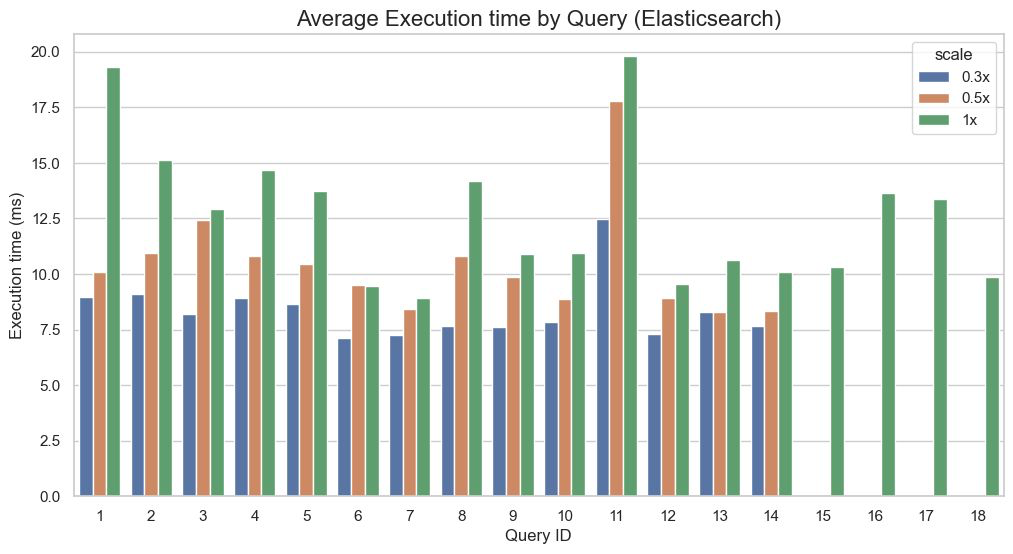 Average Execution time by Query (Elasticsearch)
scale
0.3x
0.5x
1x
Execution time (ms)
20.0
17.5
15.0
12.5
10.0
7.5
5.0
2.5
0.0
1 2 3 4 5 6 7 8 9 10 11 12 13 14 15 16 17 18
Query ID